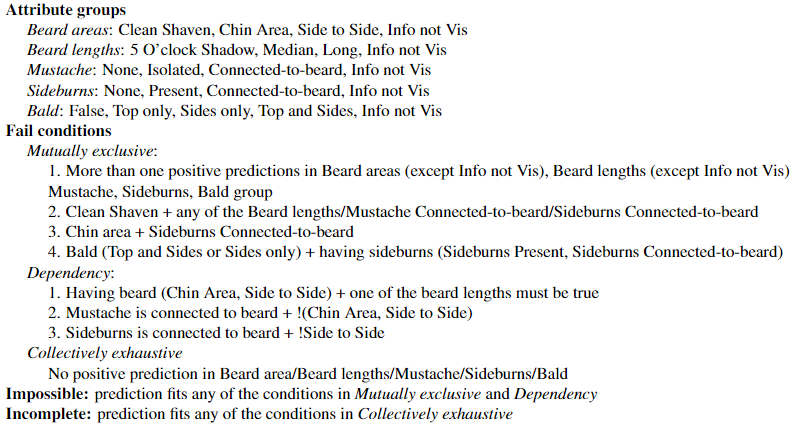 Attribute groups
Beard areas: Clean Shaven, Chin Area, Side to Side, Info not Vis
Beard lengths: 5 O'clock Shadow, Median, Long, Info not Vis
Mustache: None, Isolated, Connected-to-beard, Info not Vis
Sideburns: None, Present, Connected-to-beard, Info not Vis
Bald: False, Top only, Sides only, Top and Sides, Info not Vis
Fail conditions
Mutually exclusive:
1. More than one positive predictions in Beard areas (except Info not Vis), Beard lengths (except Info not Vis)
Mustache, Sideburns, Bald group
2. Clean Shaven + any of the Beard lengths/Mustache Connected-to-beard/Sideburns Connected-to-beard
3. Chin area + Sideburns Connected-to-beard
4. Bald (Top and Sides or Sides only) + having sideburns (Sideburns Present, Sideburns Connected-to-beard)
Dependency:
1. Having beard (Chin Area, Side to Side) + one of the beard lengths must be true
2. Mustache is connected to beard + !(Chin Area, Side to Side)
3. Sideburns is connected to beard + !Side to Side
Collectively exhaustive
No positive prediction in Beard area/Beard lengths/Mustache/Sideburns/Bald
Impossible: prediction fits any of the conditions in Mutually exclusive and Dependency
Incomplete: prediction fits any of the conditions in Collectively exhaustive